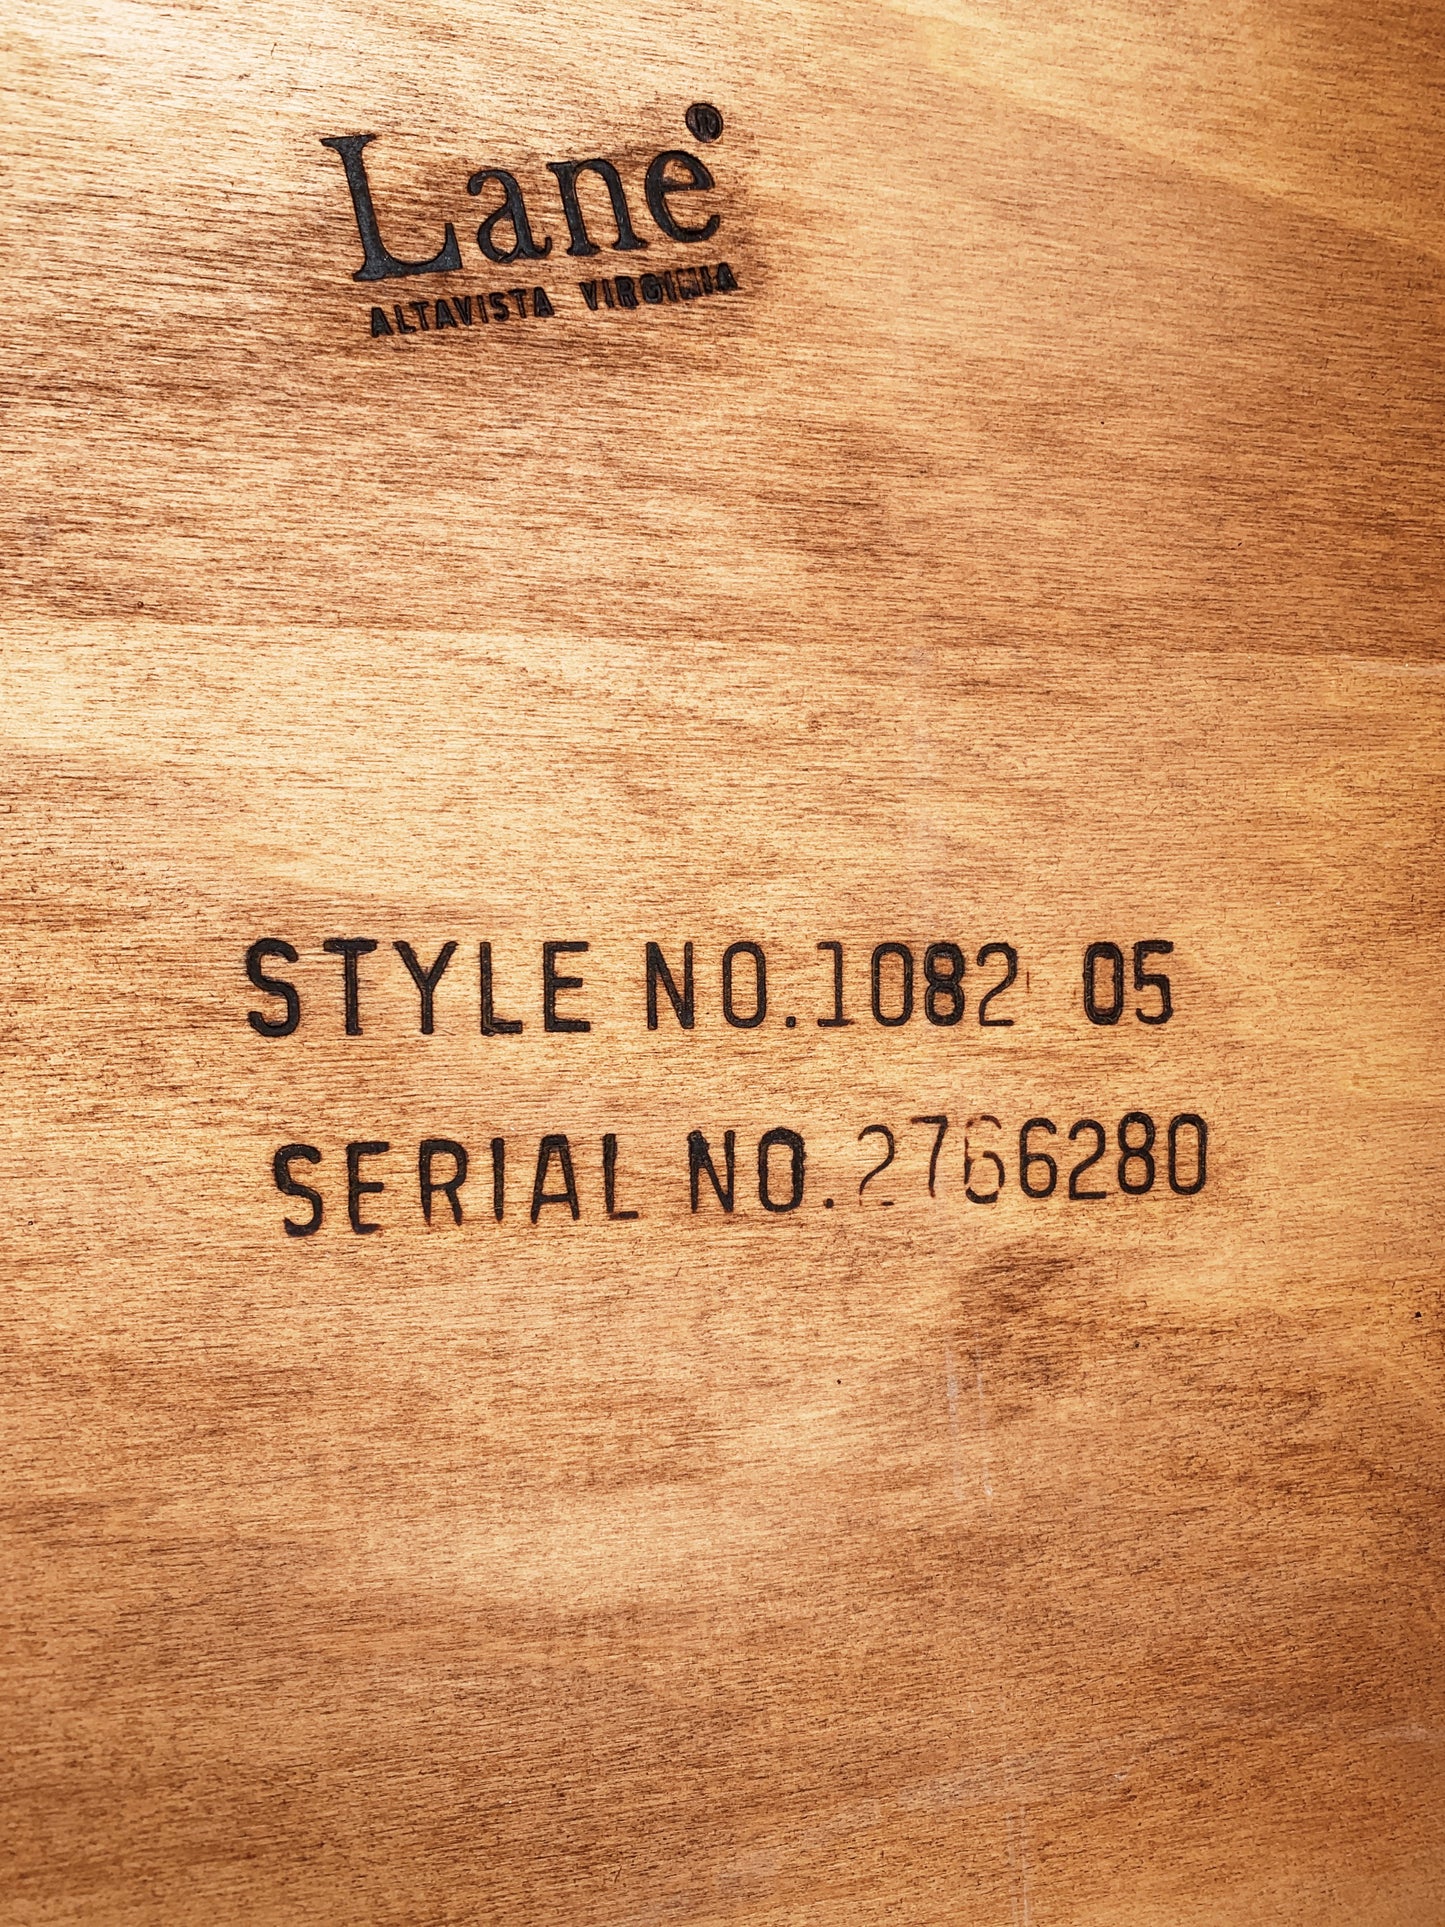 Lane®
ALTAVISTA VIRGINIA
STYLE NO. 1082 05
SERIAL NO. 2766280